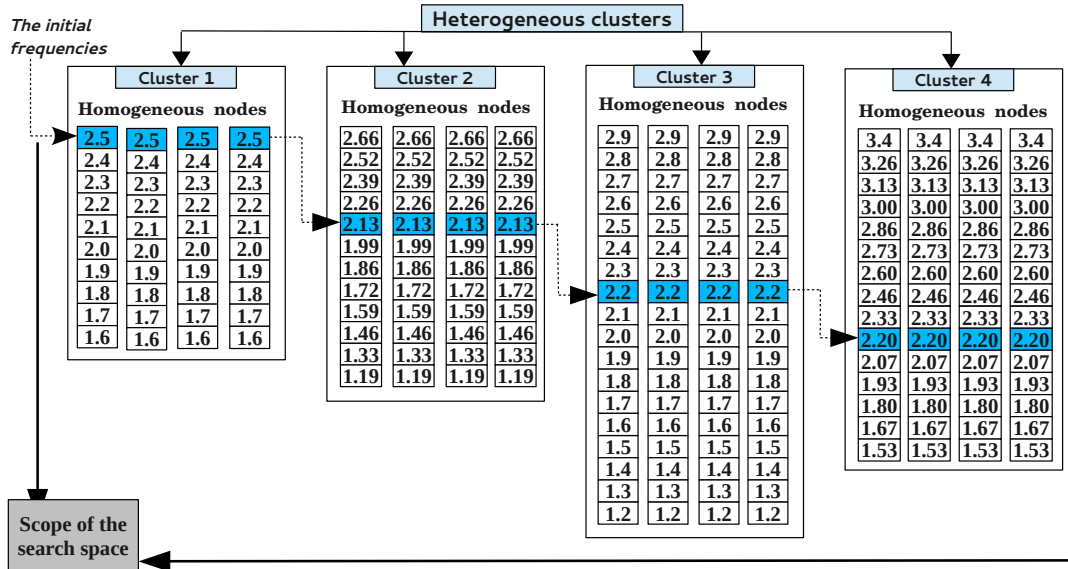 The initial
frequencies
Heterogeneous clusters
Cluster 1
Homogeneous nodes
2.5 2.5 2.5 2.5
2.4 2.4 2.4 2.4
2.3 2.3 2.3 2.3
2.2 2.2 2.2 2.2
2.1 2.1 2.1 2.1
2.0 2.0 2.0 2.0
1.9 1.9 1.9 1.9
1.8 1.8 1.8 1.8
1.7 1.7 1.7 1.7
1.6 1.6 1.6 1.6
Cluster 2
Homogeneous nodes
2.66 2.66 2.66 2.66
2.52 2.52 2.52 2.52
2.39 2.39 2.39 2.39
2.26 2.26 2.26 2.26
2.13 2.13 2.13 2.13
1.99 1.99 1.99 1.99
1.86 1.86 1.86 1.86
1.72 1.72 1.72 1.72
1.59 1.59 1.59 1.59
1.46 1.46 1.46 1.46
1.33 1.33 1.33 1.33
1.19 1.19 1.19 1.19
Cluster 3
Homogeneous nodes
2.9 2.9 2.9 2.9
2.8 2.8 2.8 2.8
2.7 2.7 2.7 2.7
2.6 2.6 2.6 2.6
2.5 2.5 2.5 2.5
2.4 2.4 2.4 2.4
2.3 2.3 2.3 2.3
2.2 2.2 2.2 2.2
2.1 2.1 2.1 2.1
2.0 2.0 2.0 2.0
1.9 1.9 1.9 1.9
1.8 1.8 1.8 1.8
1.7 1.7 1.7 1.7
1.6 1.6 1.6 1.6
1.5 1.5 1.5 1.5
1.4 1.4 1.4 1.4
1.3 1.3 1.3 1.3
1.2 1.2 1.2 1.2
Cluster 4
Homogeneous nodes
3.4 3.4 3.4 3.4
3.26 3.26 3.26 3.26
3.13 3.13 3.13 3.13
3.00 3.00 3.00 3.00
2.86 2.86 2.86 2.86
2.73 2.73 2.73 2.73
2.60 2.60 2.60 2.60
2.46 2.46 2.46 2.46
2.33 2.33 2.33 2.33
2.20 2.20 2.20 2.20
2.07 2.07 2.07 2.07
1.93 1.93 1.93 1.93
1.80 1.80 1.80 1.80
1.67 1.67 1.67 1.67
1.53 1.53 1.53 1.53
Scope of the
search space